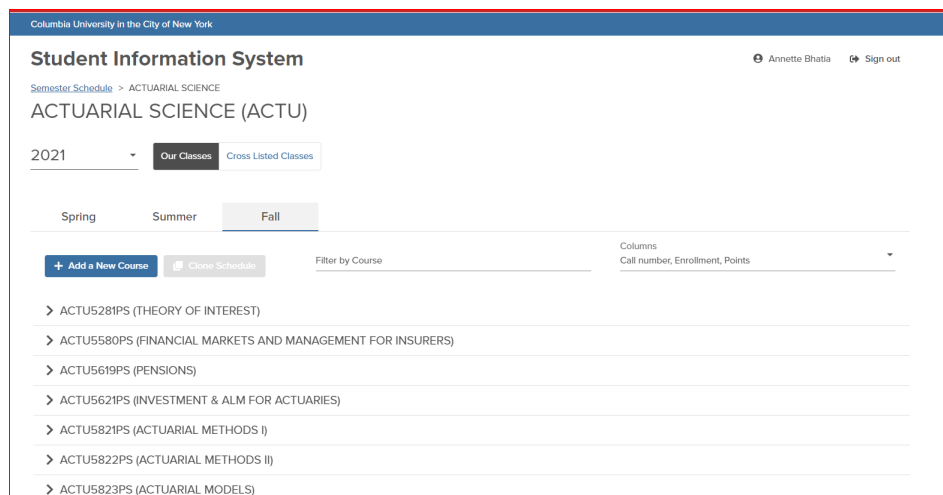 Columbia University in the City of New York
Student Information System
Annette Bhatia
Sign out
Semester Schedule > ACTUARIAL SCIENCE
ACTUARIAL SCIENCE (ACTU)
2021
Our Classes
Cross Listed Classes
Spring
Summer
Fall
+ Add a New Course
Clone Schedule
Filter by Course
Columns
Call number, Enrollment, Points
ACTU5281PS (THEORY OF INTEREST)
ACTU5580PS (FINANCIAL MARKETS AND MANAGEMENT FOR INSURERS)
ACTU5619PS (PENSIONS)
ACTU5621PS (INVESTMENT & ALM FOR ACTUARIES)
ACTU5821PS (ACTUARIAL METHODS I)
ACTU5822PS (ACTUARIAL METHODS II)
ACTU5823PS (ACTUARIAL MODELS)